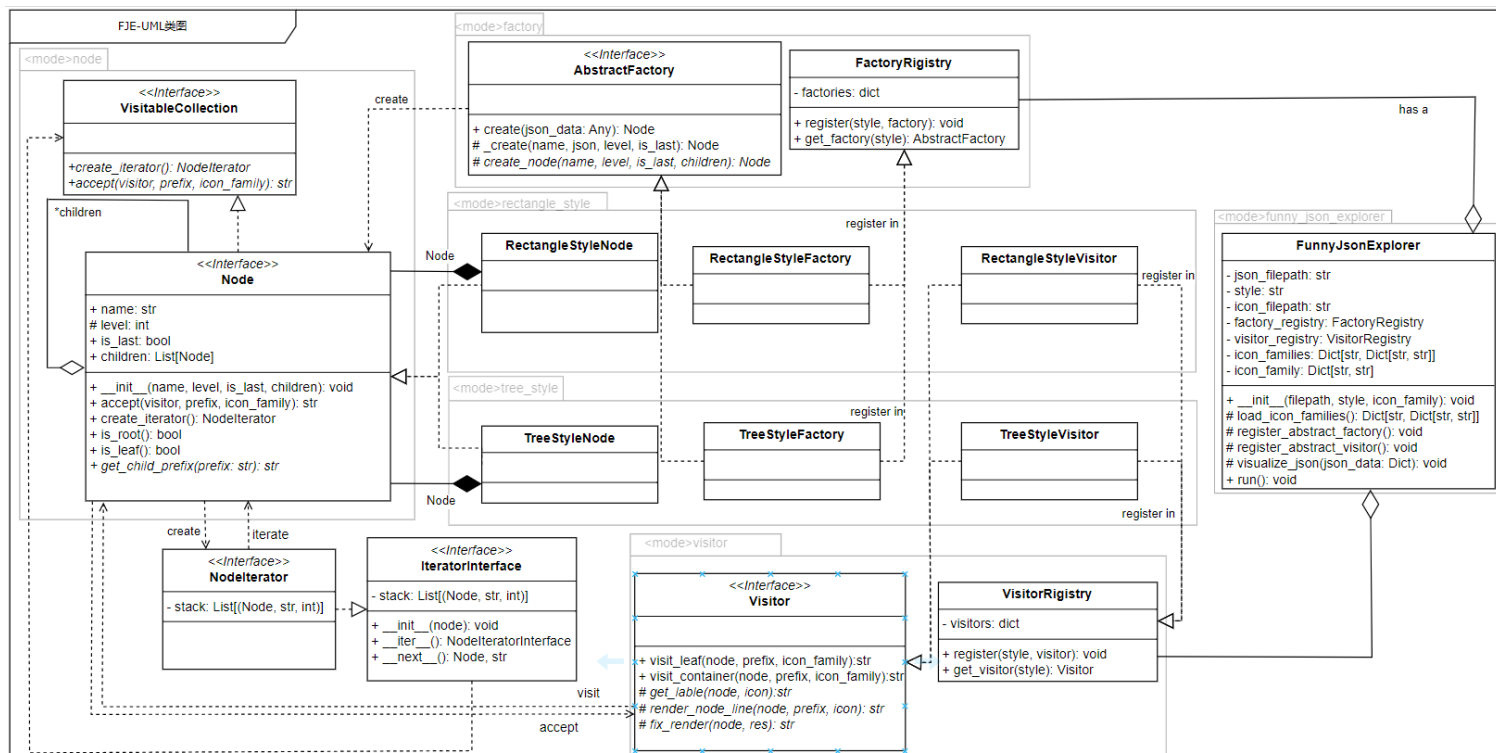 FJE-UML类图
<mode>node
<<Interface>>
VisitableCollection
+create_iterator(): NodeIterator
+accept(visitor, prefix, icon_family): str
*children
<<Interface>>
Node
+ name: str
# level: int
+ is_last: bool
+ children: List[Node]
+ __init__(name, level, is_last, children): void
+ accept(visitor, prefix, icon_family): str
+ create_iterator(): NodeIterator
+ is_root(): bool
+ is_leaf(): bool
+ get_child_prefix(prefix: str): str
create
iterate
<<Interface>>
NodeIterator
- stack: List[(Node, str, int)]
<<Interface>>
IteratorInterface
- stack: List[(Node, str, int)]
+ __init__(node): void
+ __iter__(): NodeIteratorInterface
+ __next__(): Node, str
visit
accept
<mode>factory
create
<<Interface>>
AbstractFactory
+ create(json_data: Any): Node
# _create(name, json, level, is_last): Node
# create_node(name, level, is_last, children): Node
FactoryRigistry
- factories: dict
+ register(style, factory): void
+ get_factory(style): AbstractFactory
has a
<mode>rectangle_style
register in
Node
RectangleStyleNode
RectangleStyleFactory
RectangleStyleVisitor
register in
<mode>tree_style
register in
TreeStyleNode
TreeStyleFactory
TreeStyleVisitor
Node
register in
<mode>funny_json_explorer
FunnyJsonExplorer
- json_filepath: str
- style: str
- icon_filepath: str
- factory_registry: FactoryRegistry
- visitor_registry: VisitorRegistry
- icon_families: Dict[str, Dict[str, str]]
- icon_family: Dict[str, str]
+ __init__(filepath, style, icon_family): void
# load_icon_families(): Dict[str, Dict[str, str]]
# register_abstract_factory(): void
# register_abstract_visitor(): void
# visualize_json(json_data: Dict): void
+ run(): void
<mode>visitor
<<Interface>>
Visitor
+ visit_leaf(node, prefix, icon_family):str
+ visit_container(node, prefix, icon_family):str
# get_lable(node, icon):str
# render_node_line(node, prefix, icon): str
# fix_render(node, res): str
VisitorRigistry
- visitors: dict
+ register(style, visitor): void
+ get_visitor(style): Visitor